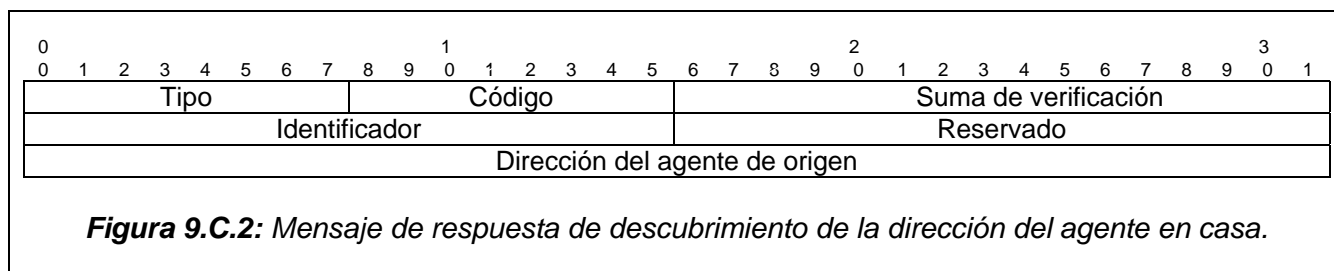 0 1 2 3
0 1 2 3 4 5 6 7 8 9 0 1 2 3 4 5 6 7 8 9 0 1 2 3 4 5 6 7 8 9 0 1
Tipo Código Suma de verificación
Identificador Reservado
Dirección del agente de origen
Figura 9.C.2: Mensaje de respuesta de descubrimiento de la dirección del agente en casa.